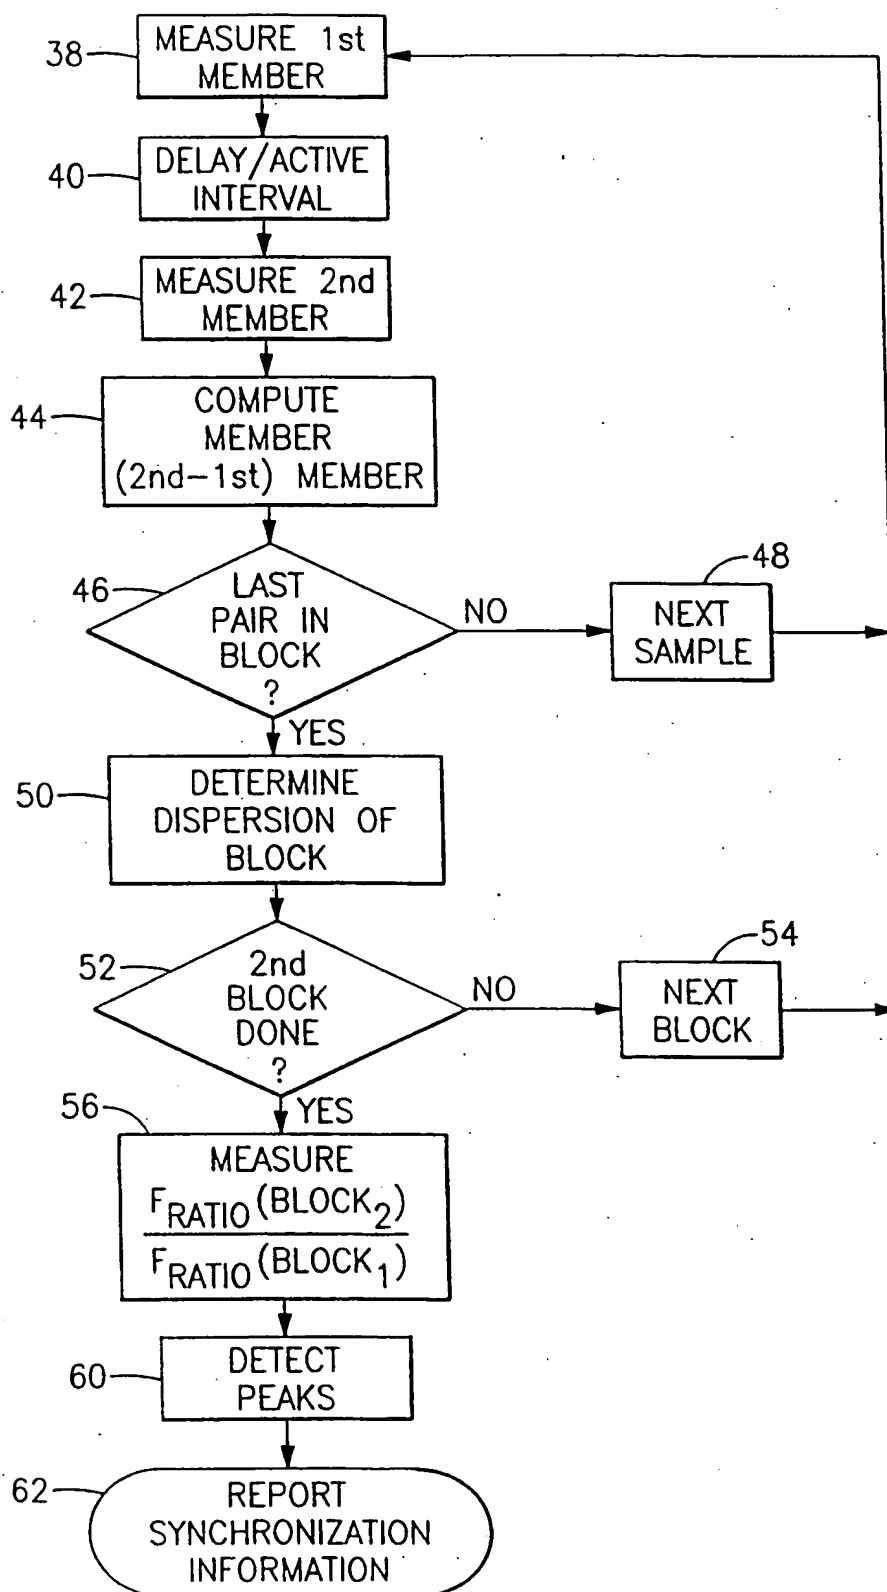 38
MEASURE 1st
MEMBER
40
DELAY/ACTIVE
INTERVAL
42
MEASURE 2nd
MEMBER
44
COMPUTE
MEMBER
(2nd-1st) MEMBER
46
LAST
PAIR IN
BLOCK
?
NO
48
NEXT
SAMPLE
YES
50
DETERMINE
DISPERSION OF
BLOCK
52
2nd
BLOCK
DONE
?
NO
54
NEXT
BLOCK
YES
56
MEASURE
F_RATIO(BLOCK_2)
F_RATIO(BLOCK_1)
60
DETECT
PEAKS
62
REPORT
SYNCHRONIZATION
INFORMATION